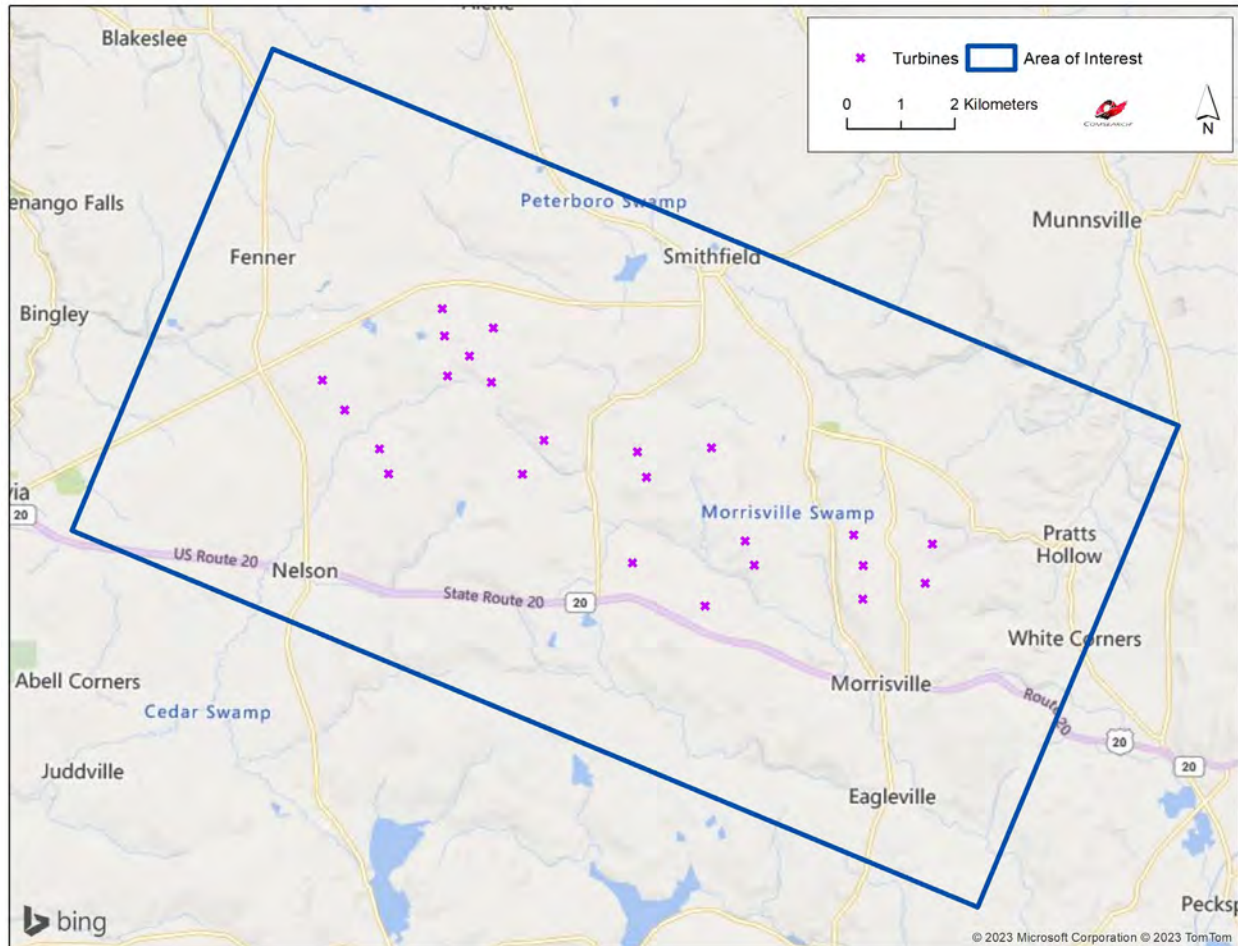 Blakeslee
Turbines
Area of Interest
0 1 2 Kilometers
COMSEARCH
N
enango Falls
Peterboro Swamp
Munnsville
Fenner
Smithfield
Bingley
via
20
Morrisville Swamp
Pratts
Hollow
US Route 20
Nelson
State Route 20
20
White Corners
Abell Corners
Morrisville
Cedar Swamp
Route 20
20
20
Juddville
Eagleville
Pecksp
bing
© 2023 Microsoft Corporation © 2023 TomTom